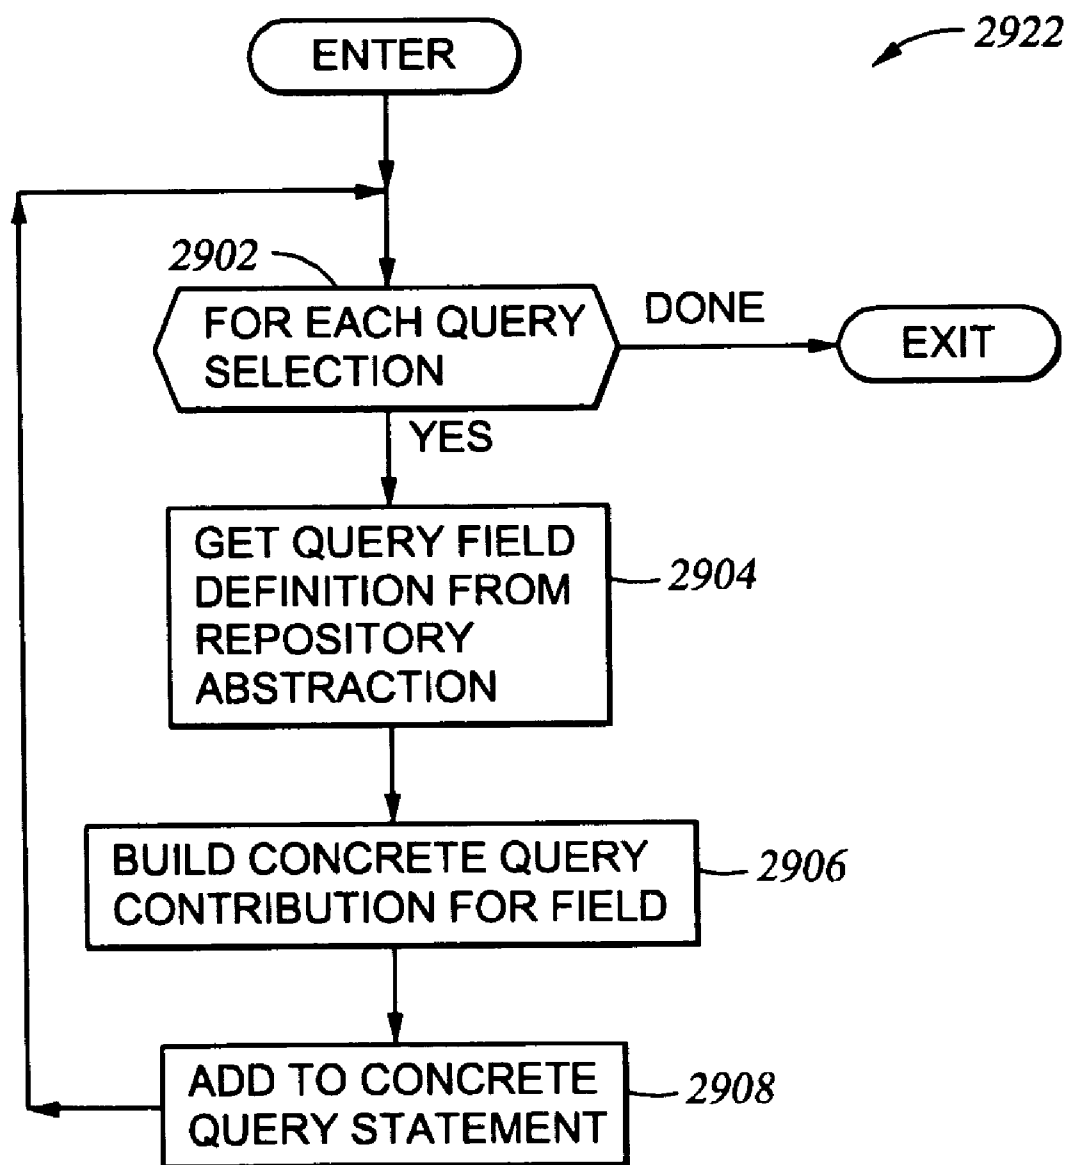 ENTER
2922
2902
FOR EACH QUERY
SELECTION
DONE
EXIT
YES
GET QUERY FIELD
DEFINITION FROM
REPOSITORY
ABSTRACTION
2904
BUILD CONCRETE QUERY
CONTRIBUTION FOR FIELD
2906
ADD TO CONCRETE
QUERY STATEMENT
2908